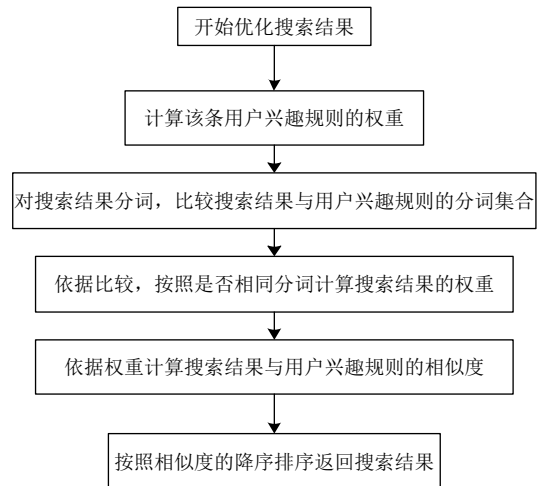 开始优化搜索结果
计算该条用户兴趣规则的权重
对搜索结果分词，比较搜索结果与用户兴趣规则的分词集合
依据比较，按照是否相同分词计算搜索结果的权重
依据权重计算搜索结果与用户兴趣规则的相似度
按照相似度的降序排序返回搜索结果